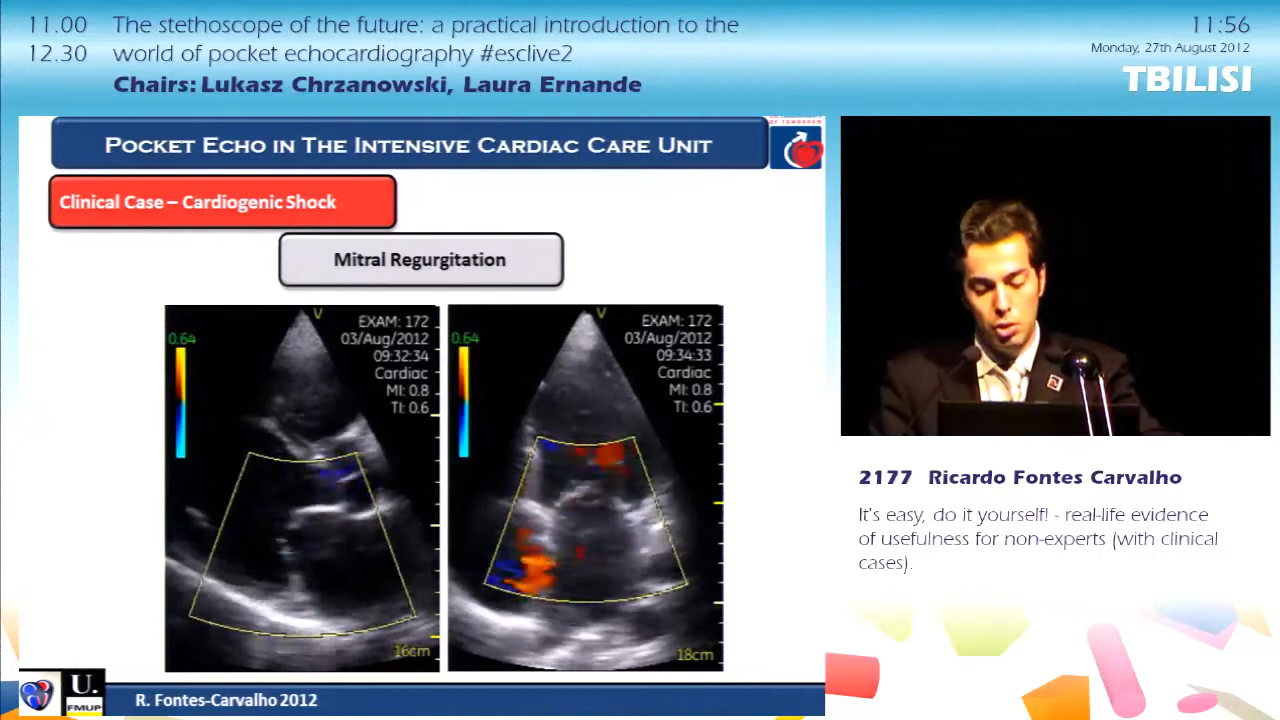 11.00 The stethoscope of the future: a practical introduction to the
12.30 world of pocket echocardiography #esclive2
Chairs: Lukasz Chrzanowski, Laura Ernande
11:56
Monday, 27th August 2012
TBILISI
OF TOMORROW
POCKET ECHO IN THE INTENSIVE CARDIAC CARE UNIT
Clinical Case – Cardiogenic Shock
Mitral Regurgitation
V
EXAM: 172
03/Aug/2012
09:32:34
Cardiac
MI: 0.8
TI: 0.6
0.64
16cm
V
EXAM: 172
03/Aug/2012
09:34:33
Cardiac
MI: 0.8
TI: 0.6
0.64
18cm
U.
FMUP
R. Fontes-Carvalho 2012
2177 Ricardo Fontes Carvalho
It's easy, do it yourself! - real-life evidence
of usefulness for non-experts (with clinical
cases).